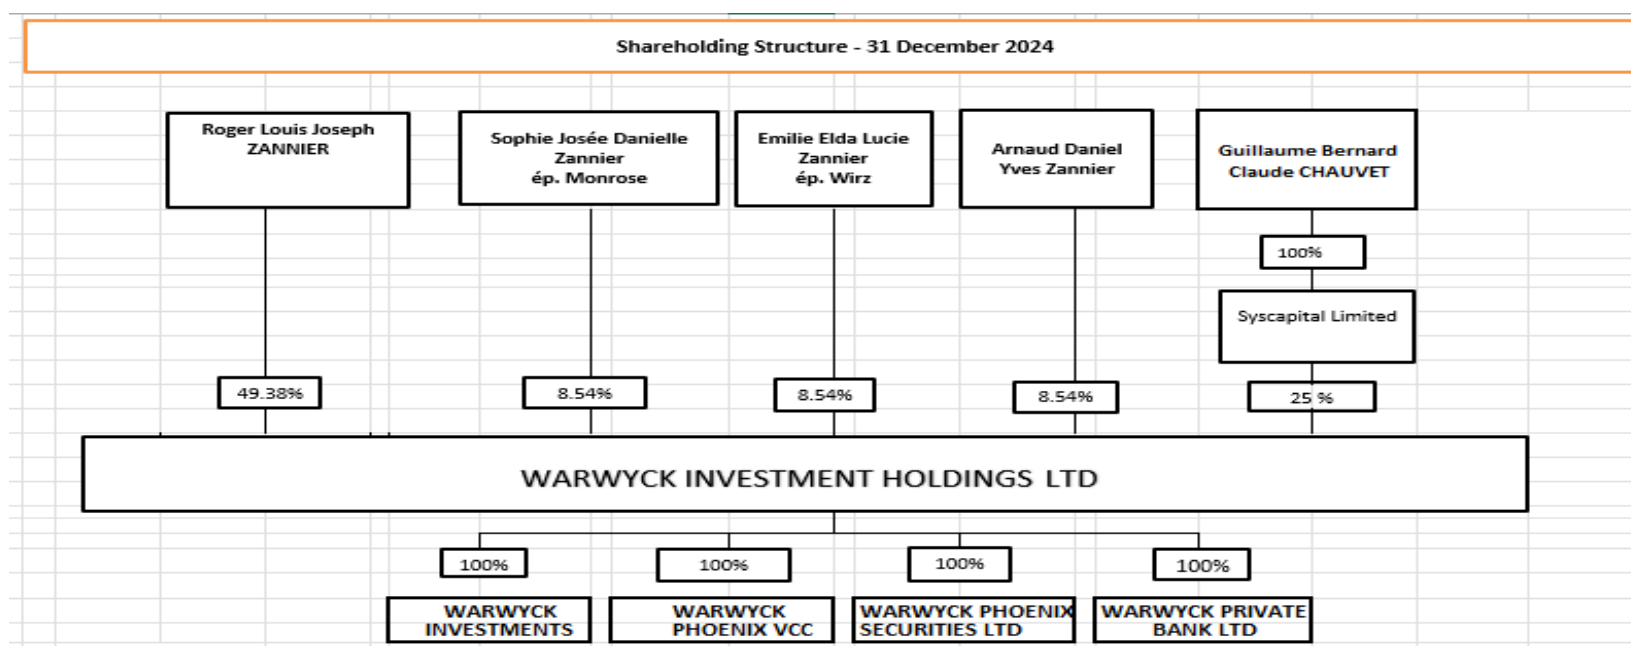 Shareholding Structure - 31 December 2024
Roger Louis Joseph
ZANNIER
Sophie Josée Danielle
Zannier
ép. Monrose
Emilie Elda Lucie
Zannier
ép. Wirz
Arnaud Daniel
Yves Zannier
Guillaume Bernard
Claude CHAUVET
100%
Syscapital Limited
49.38%
8.54%
8.54%
8.54%
25 %
WARWYCK INVESTMENT HOLDINGS LTD
100%
100%
100%
100%
WARWYCK
INVESTMENTS
WARWYCK
PHOENIX VCC
WARWYCK PHOENIX
SECURITIES LTD
WARWYCK PRIVATE
BANK LTD